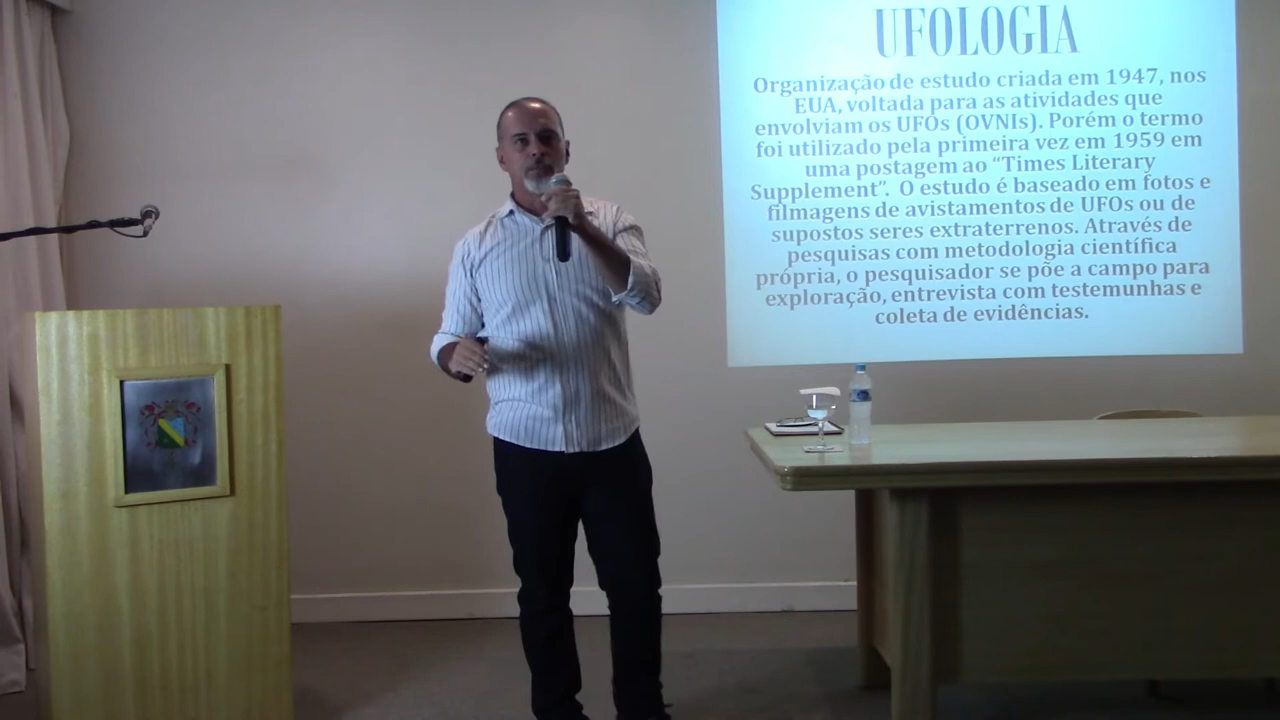 UFOLOGIA
Organização de estudo criada em 1947, nos
EUA, voltada para as atividades que
envolviam os UFOs (OVNIs). Porém o termo
foi utilizado pela primeira vez em 1959 em
uma postagem ao “Times Literary
Supplement”. O estudo é baseado em fotos e
filmagens de avistamentos de UFOs ou de
supostos seres extraterrenos. Através de
pesquisas com metodologia científica
própria, o pesquisador se põe a campo para
exploração, entrevista com testemunhas e
coleta de evidências.